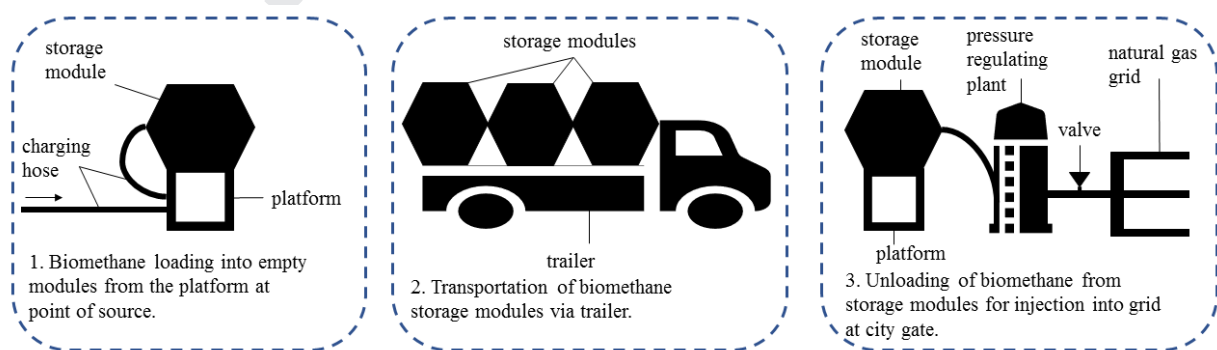 storage
module
charging
hose
platform
1. Biomethane loading into empty
modules from the platform at
point of source.
storage modules
trailer
2. Transportation of biomethane
storage modules via trailer.
storage
module
pressure
regulating
plant
natural gas
grid
valve
platform
3. Unloading of biomethane from
storage modules for injection into grid
at city gate.